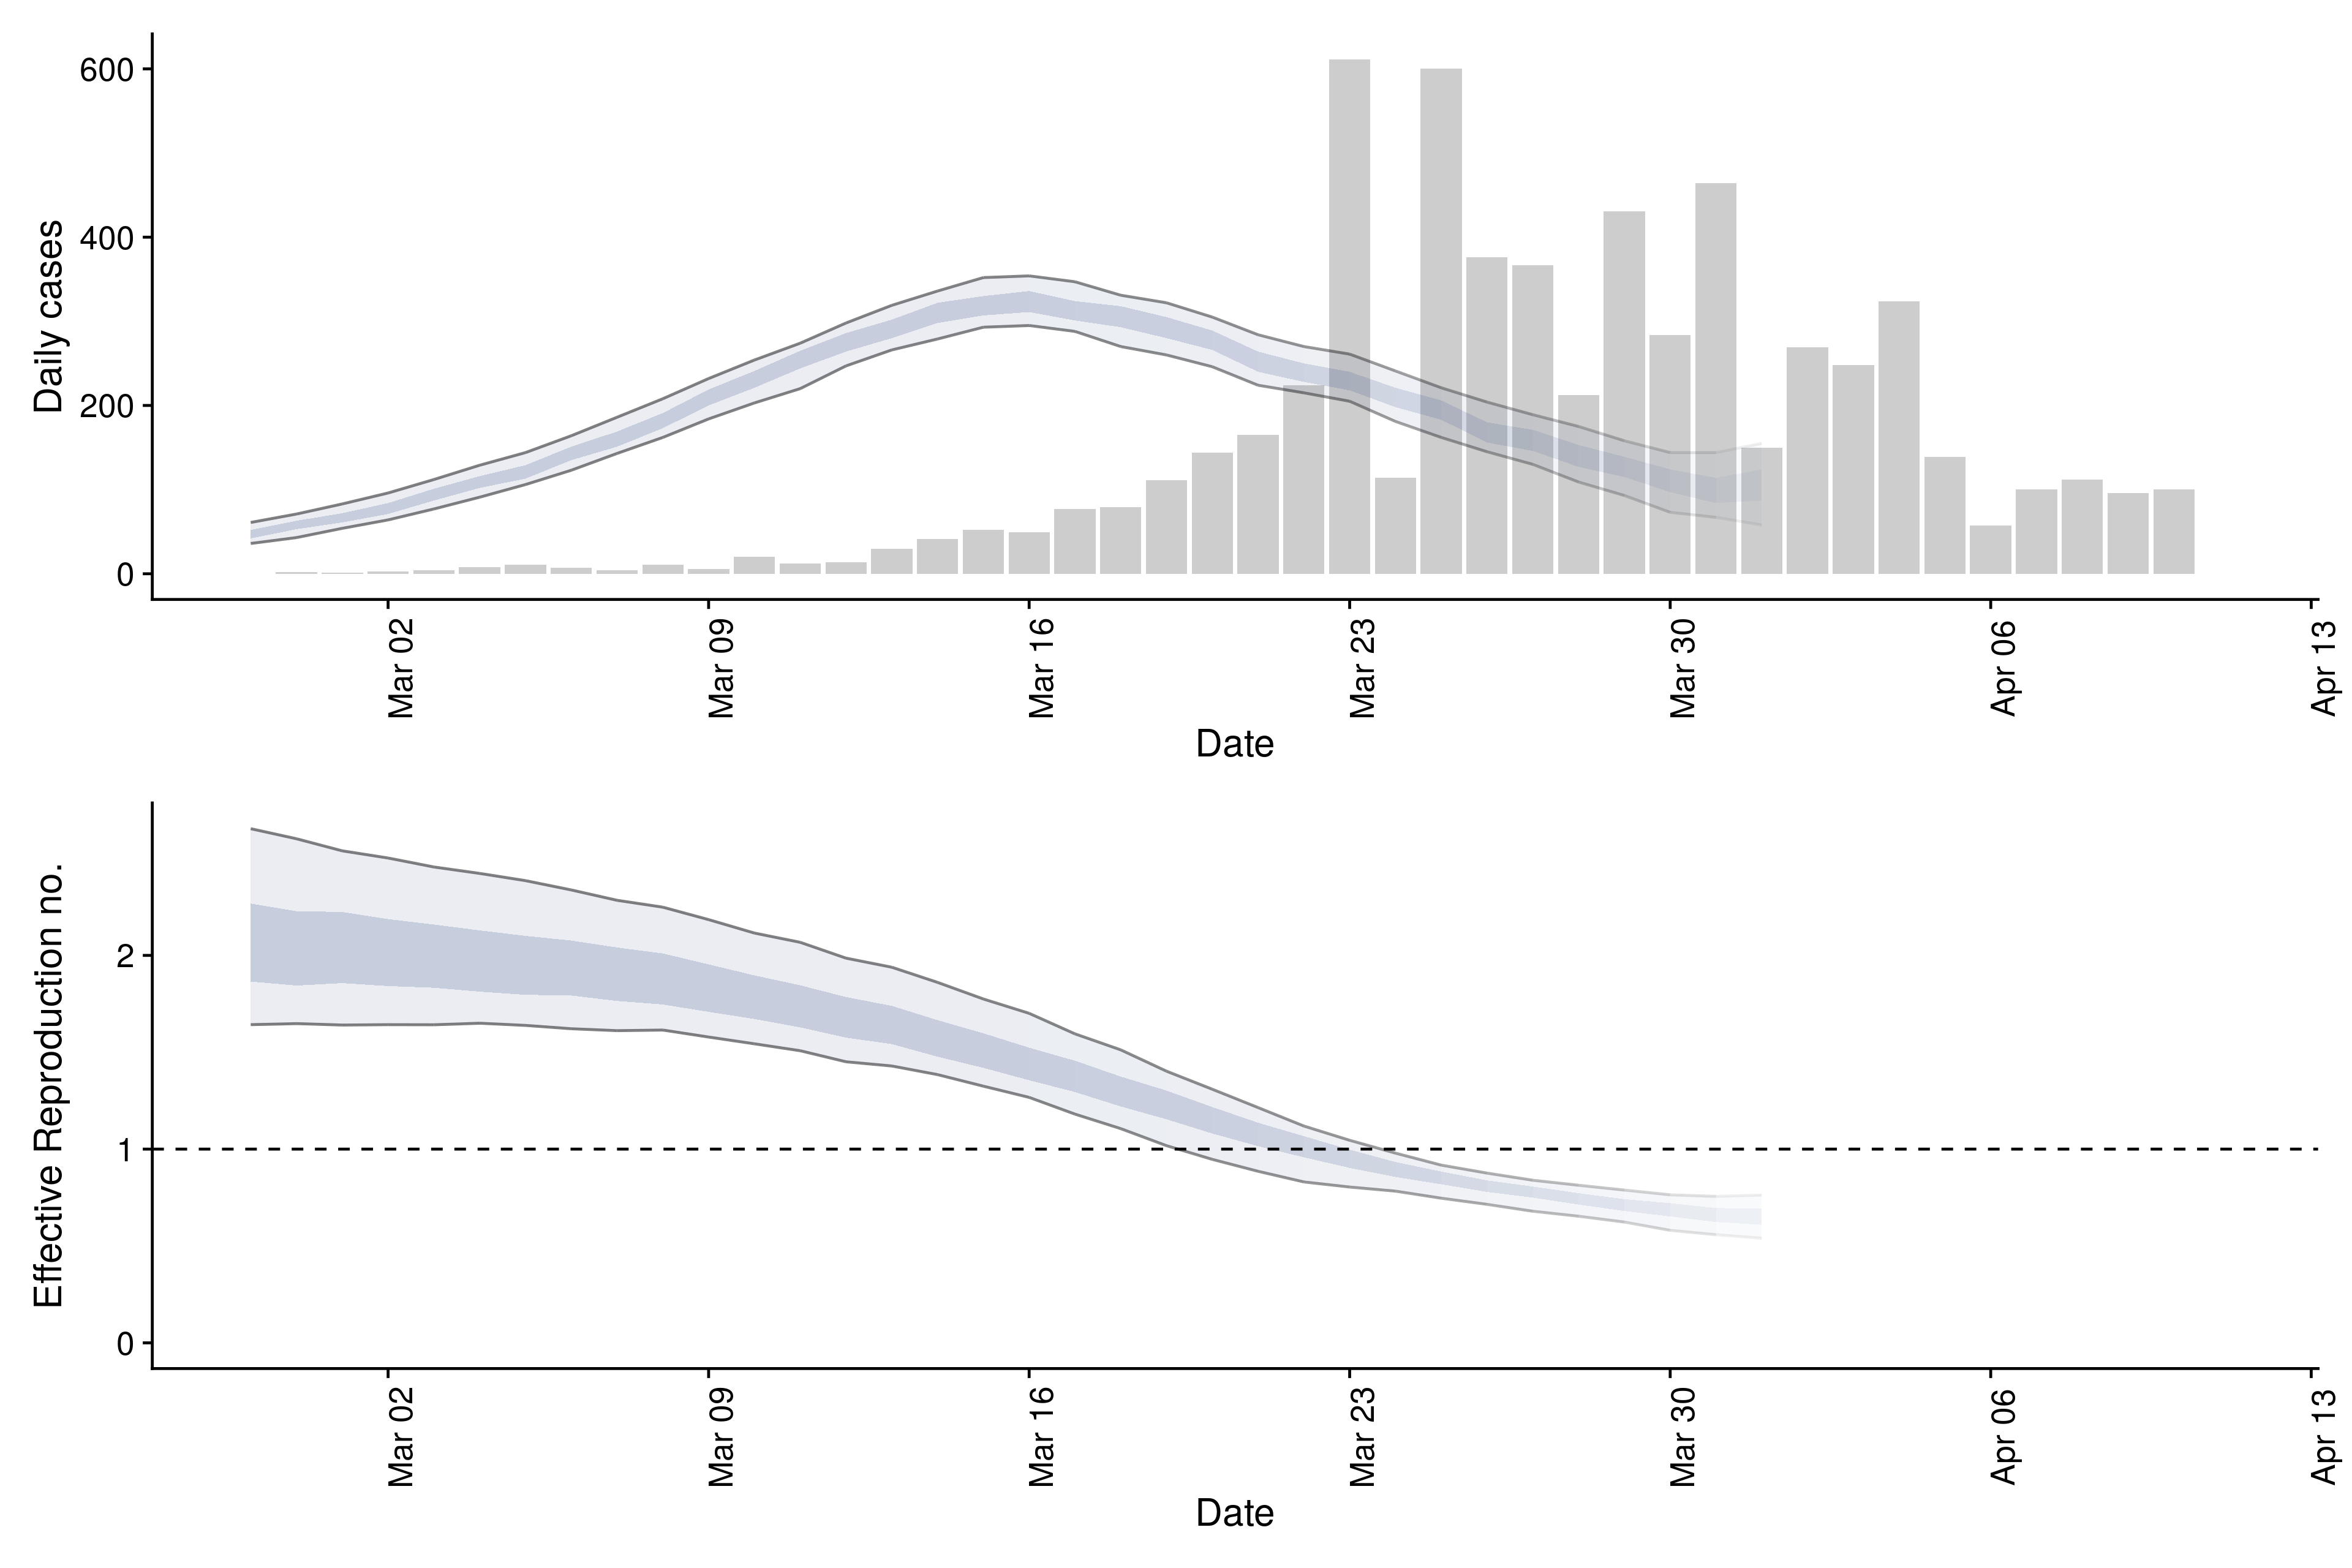 Daily cases
600
400
200
0
Mar 02
Mar 09
Mar 16
Mar 23
Mar 30
Apr 06
Apr 13
Date
Effective Reproduction no.
2
1
0
Mar 02
Mar 09
Mar 16
Mar 23
Mar 30
Apr 06
Apr 13
Date